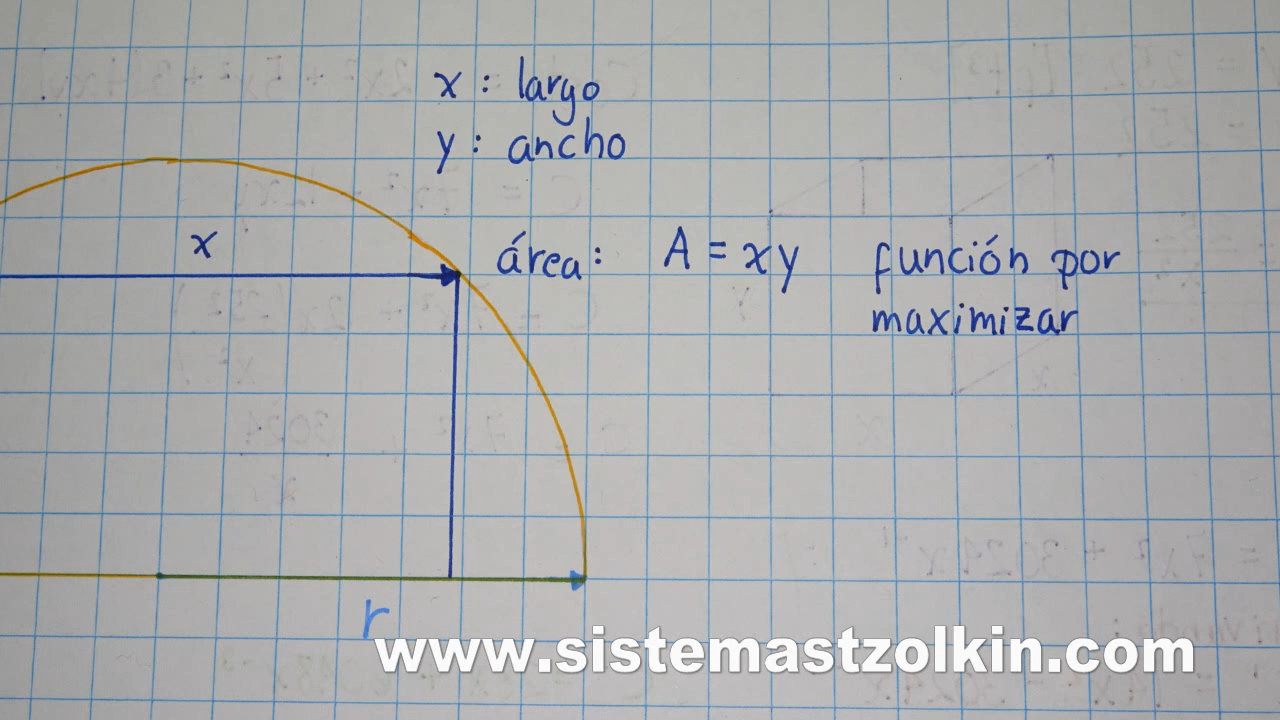 x : largo
y : ancho
x
área: A = xy función por
maximizar
r
www.sistemastzolkin.com